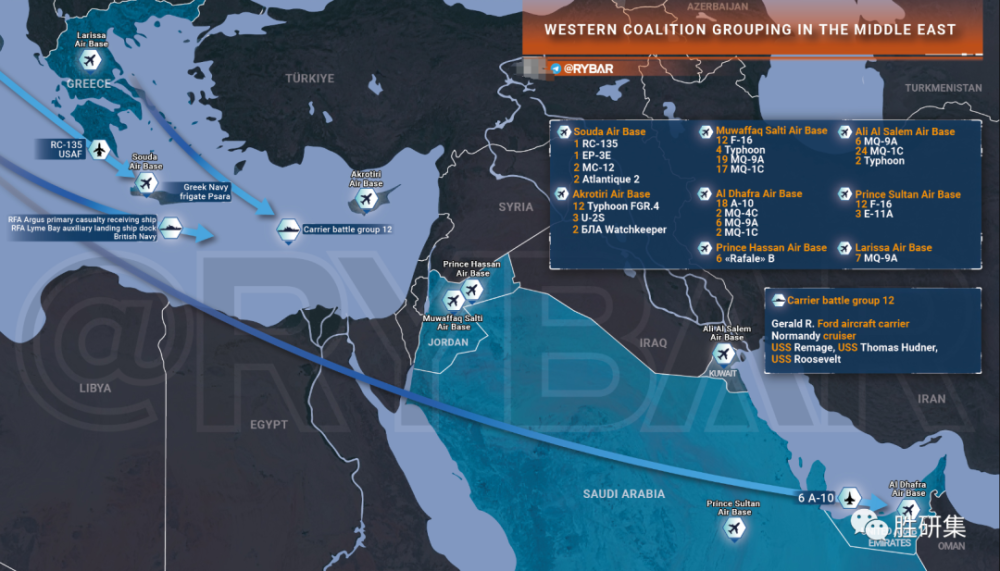 WESTERN COALITION GROUPING IN THE MIDDLE EAST
@RYBAR
AZERBAIJAN
TURKMENISTAN
TÜRKIYE
Larissa
Air Base
GREECE
RC-135
USAF
Souda
Air Base
Greek Navy
frigate Psara
Akrotiri
Air Base
RFA Argus primary casualty receiving ship
RFA Lyme Bay auxiliary landing ship dock
British Navy
Carrier battle group 12
SYRIA
Souda Air Base
1 RC-135
1 EP-3E
2 MC-12
2 Atlantique 2
Akrotiri Air Base
12 Typhoon FGR.4
3 U-2S
2 БЛА Watchkeeper
Muwaffaq Salti Air Base
12 F-16
4 Typhoon
19 MQ-9A
17 MQ-1C
Al Dhafra Air Base
18 A-10
2 MQ-4C
6 MQ-9A
2 MQ-1C
Prince Hassan Air Base
6 «Rafale» B
Ali Al Salem Air Base
6 MQ-9A
24 MQ-1C
2 Typhoon
Prince Sultan Air Base
12 F-16
3 E-11A
Larissa Air Base
7 MQ-9A
Carrier battle group 12
Gerald R. Ford aircraft carrier
Normandy cruiser
USS Remage, USS Thomas Hudner,
USS Roosevelt
Prince Hassan
Air Base
Muwaffaq Salti
Air Base
JORDAN
IRAQ
Ali Al Salem
Air Base
KUWAIT
IRAN
@RYBAR
LIBYA
EGYPT
SAUDI ARABIA
Prince Sultan
Air Base
6 A-10
Al Dhafra
Air Base
EMIRATES
OMAN
胜研集